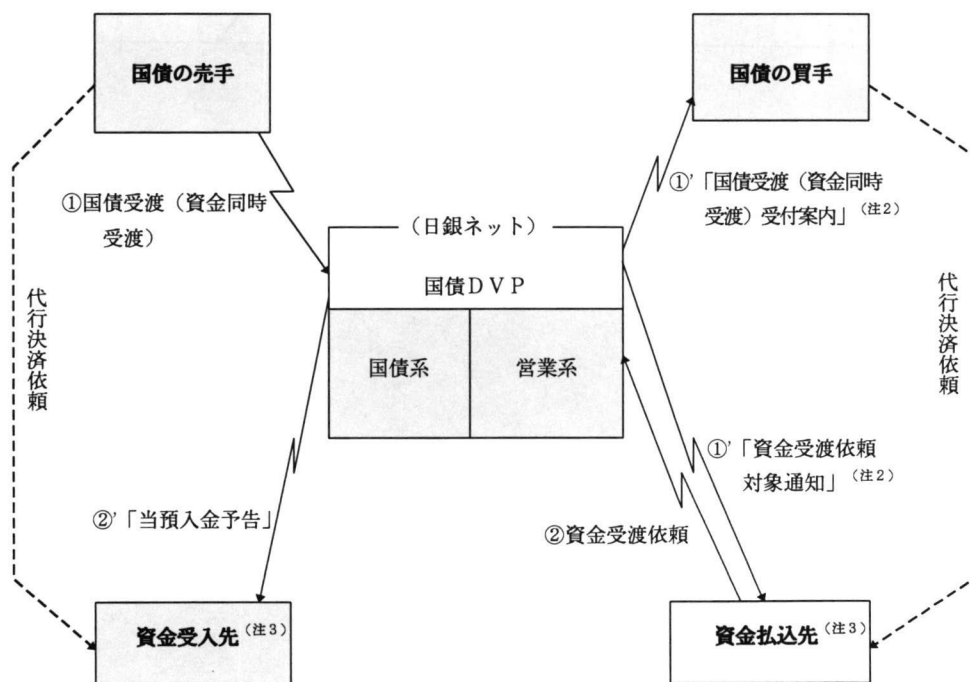 国債の売手
国債の買手
①国債受渡(資金同時
受渡)
①’「国債受渡(資金同時
受渡)受付案内」(注2)
(日銀ネット)
国債DVP
国債系
営業系
代行決済依頼
代行決済依頼
①’「資金受渡依頼
対象通知」(注2)
②’「当預入金予告」
②資金受渡依頼
資金受入先(注3)
資金払込先(注3)